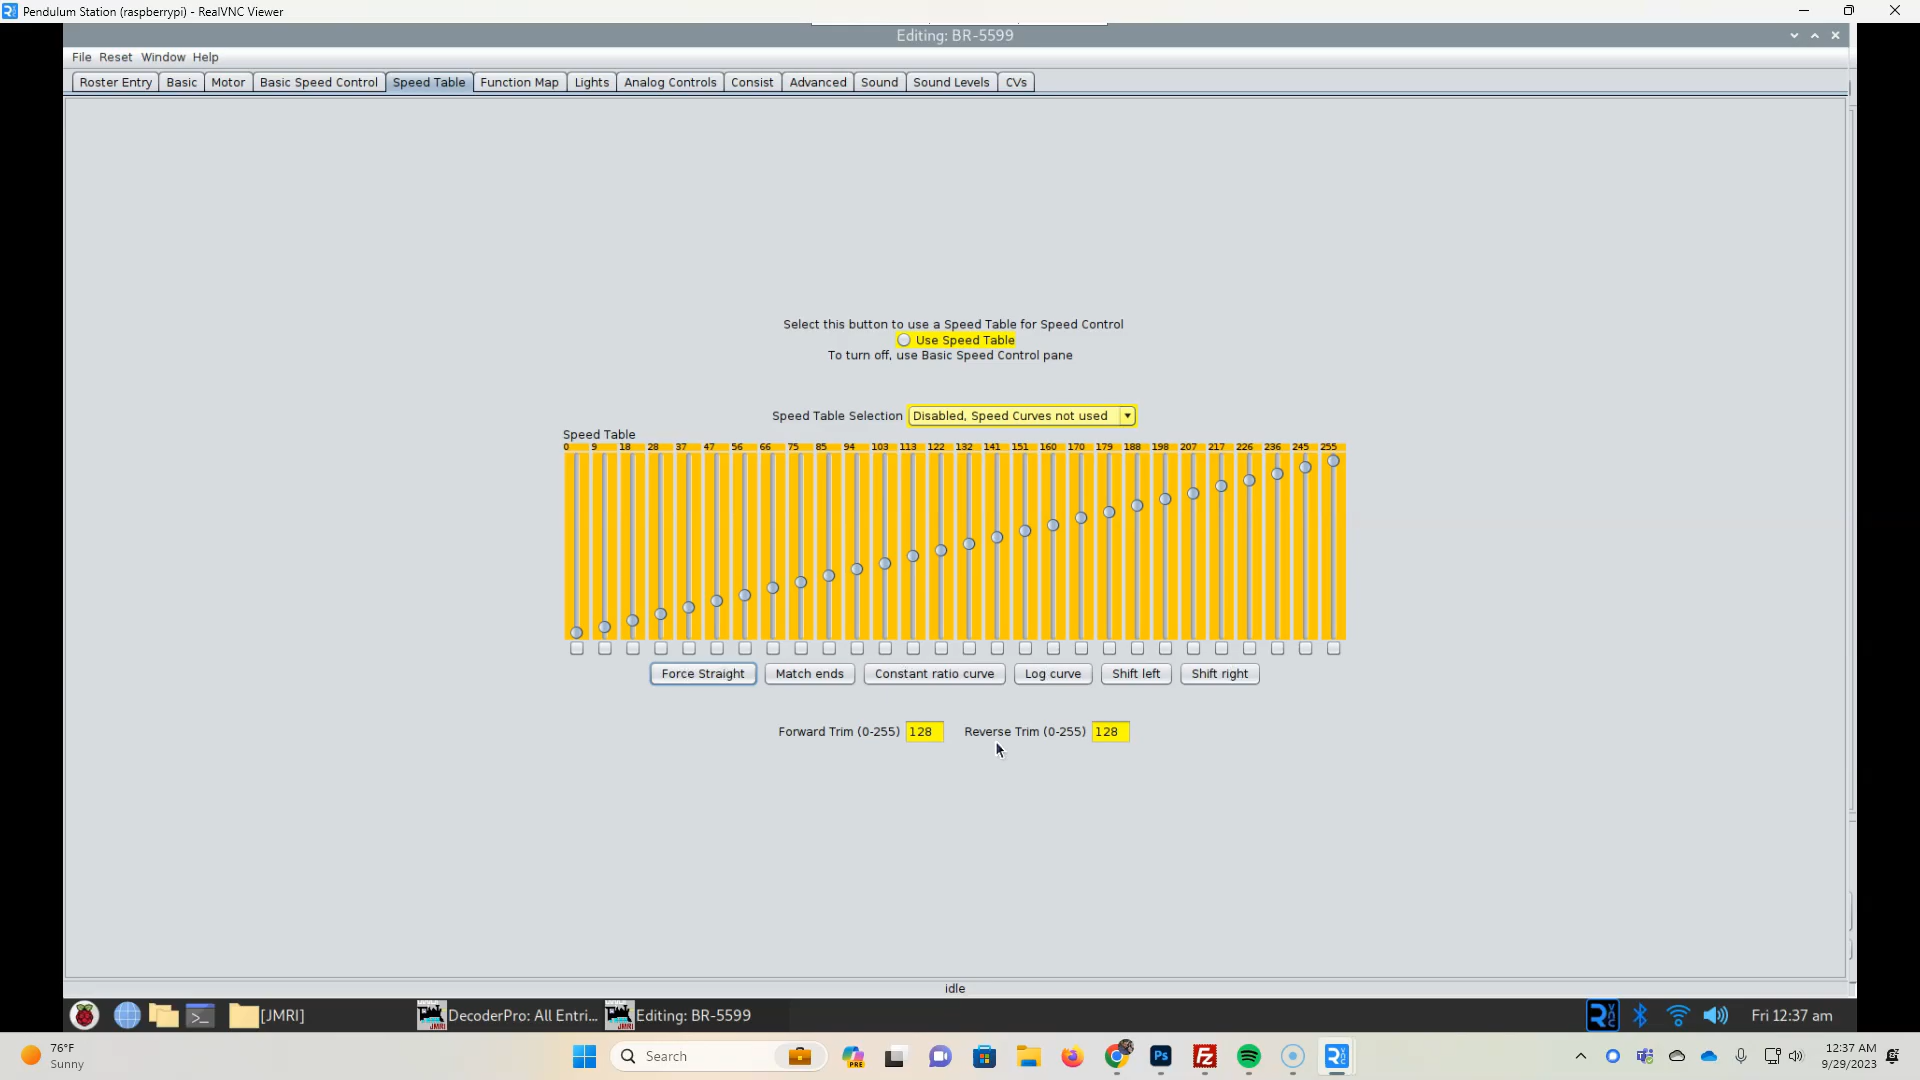 Pendulum Station (raspberrypi) - RealVNC Viewer
Editing: BR-5599
File Reset Window Help
Roster Entry Basic Motor Basic Speed Control Speed Table Function Map Lights Analog Controls Consist Advanced Sound Sound Levels CVs
Select this button to use a Speed Table for Speed Control
Use Speed Table
To turn off, use Basic Speed Control pane
Speed Table Selection Disabled, Speed Curves not used
Speed Table
0 9 18 28 37 47 56 66 75 85 94 103 113 122 132 141 151 160 170 179 188 198 207 217 226 236 245 255
Force Straight Match ends Constant ratio curve Log curve Shift left Shift right
Forward Trim (0-255) 128 Reverse Trim (0-255) 128
idle
[JMRI] DecoderPro: All Entri... Editing: BR-5599 Fri 12:37 am
76°F
Sunny
Search
12:37 AM
9/29/2023